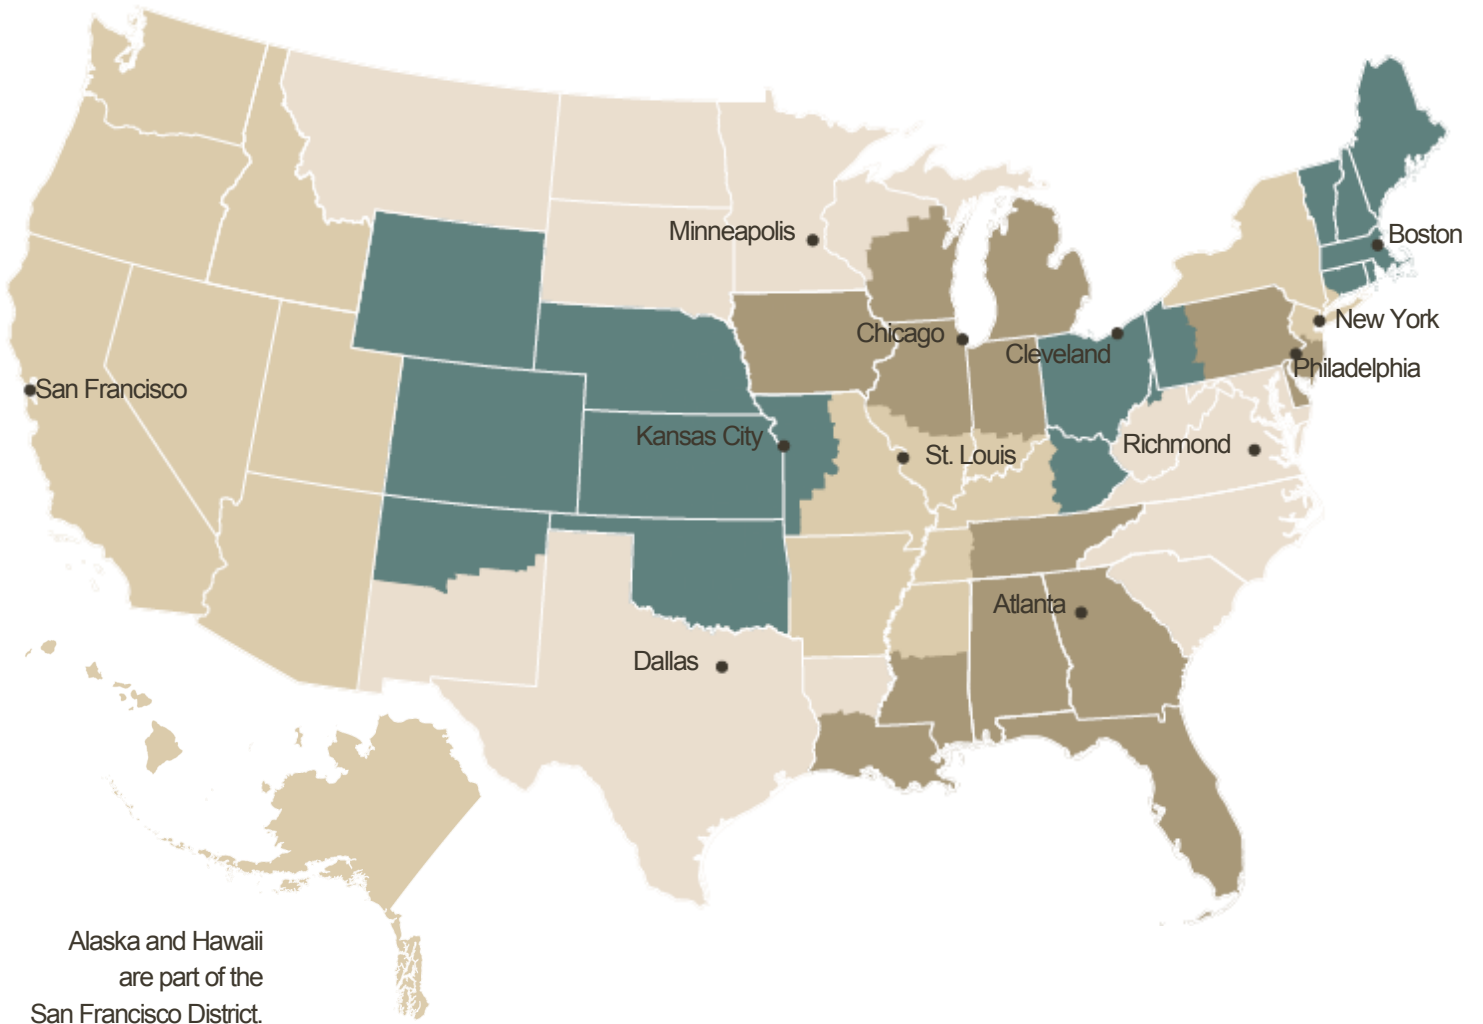 Minneapolis
Boston
New York
Chicago
Cleveland
Philadelphia
San Francisco
Kansas City
St. Louis
Richmond
Atlanta
Dallas
Alaska and Hawaii
are part of the
San Francisco District.